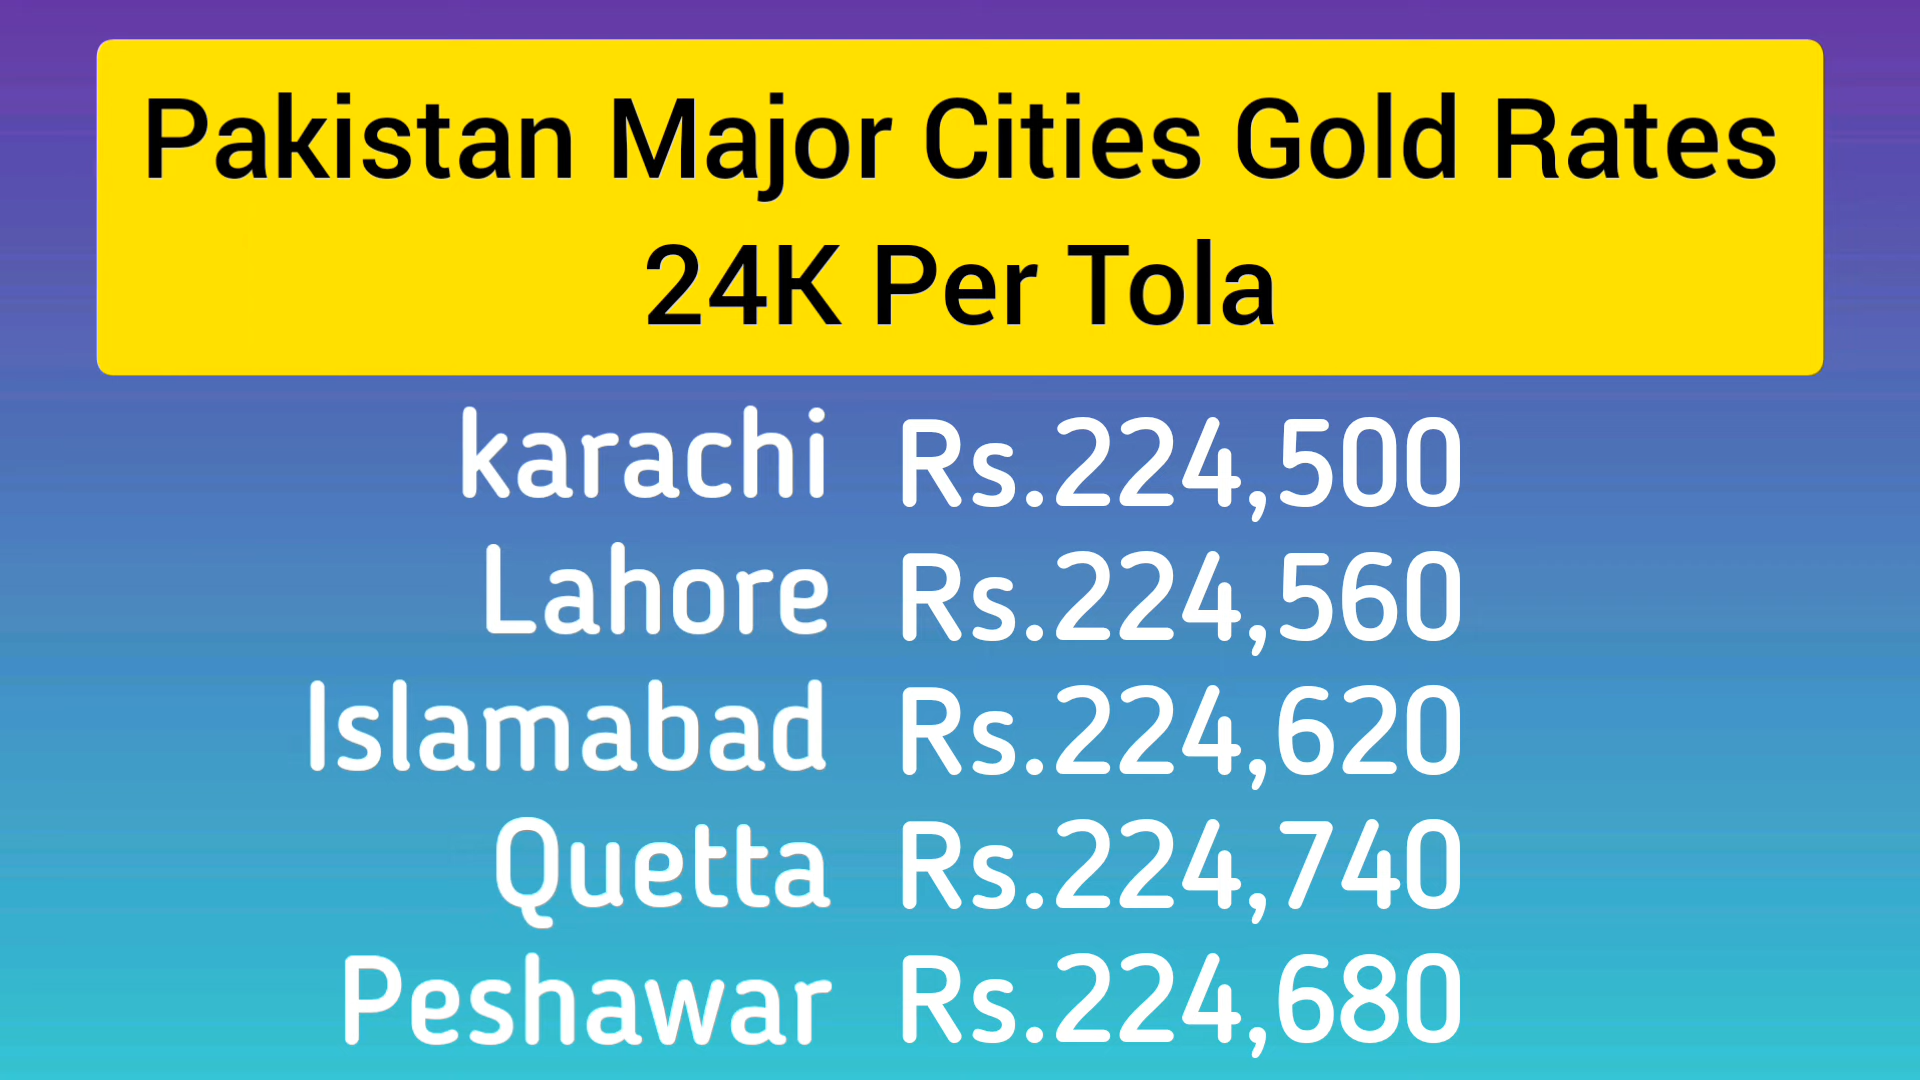 Pakistan Major Cities Gold Rates
24K Per Tola
karachi Rs.224,500
Lahore Rs.224,560
Islamabad Rs.224,620
Quetta Rs.224,740
Peshawar Rs.224,680